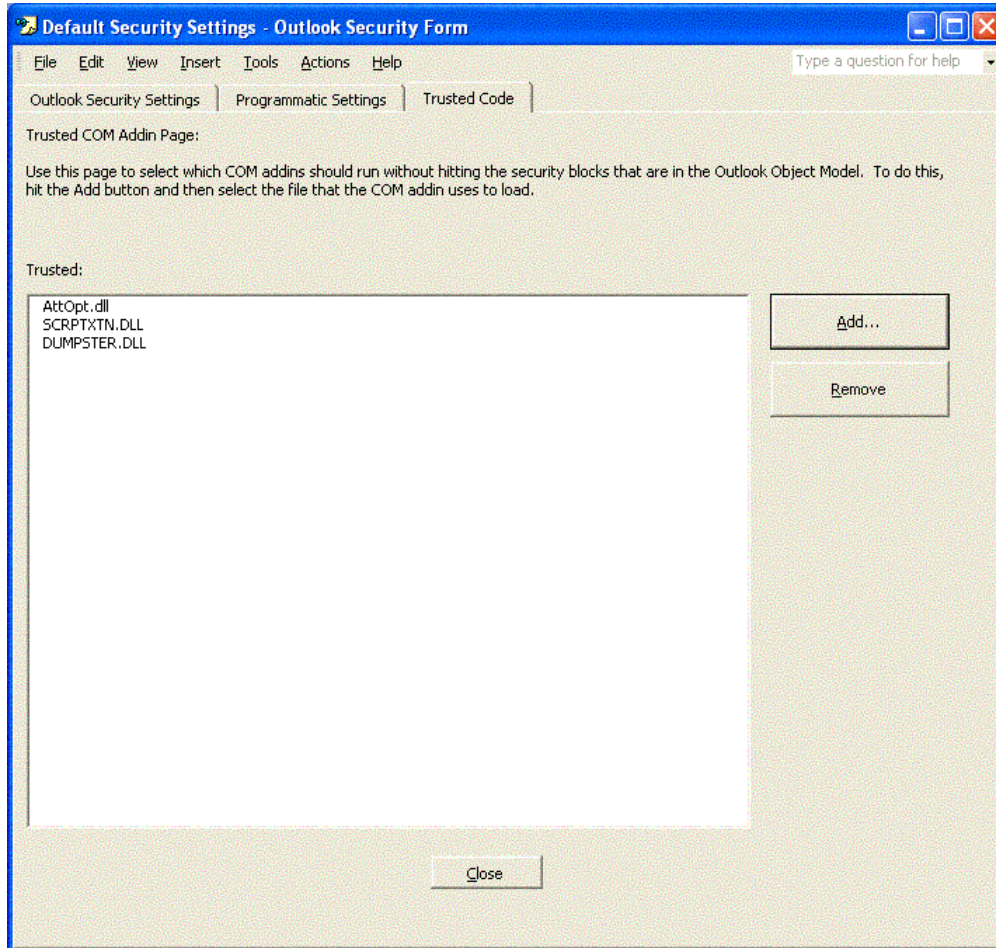 Default Security Settings - Outlook Security Form
File Edit View Insert Tools Actions Help Type a question for help
Outlook Security Settings Programmatic Settings Trusted Code
Trusted COM Addin Page:
Use this page to select which COM addins should run without hitting the security blocks that are in the Outlook Object Model. To do this,
hit the Add button and then select the file that the COM addin uses to load.
Trusted:
AttOpt.dll
SCRPTXTN.DLL
DUMPSTER.DLL
Add...
Remove
Close